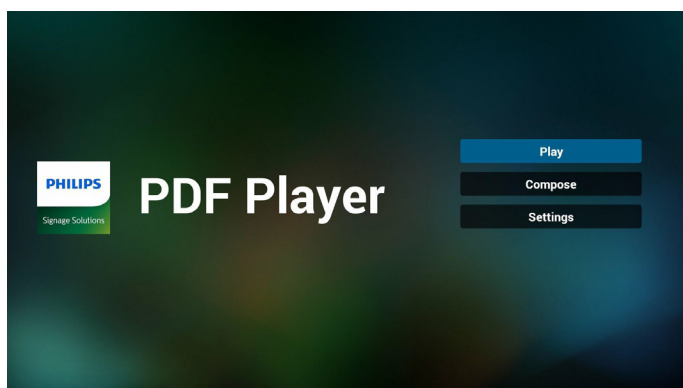 PHILIPS
Signage Solutions
PDF Player
Play
Compose
Settings